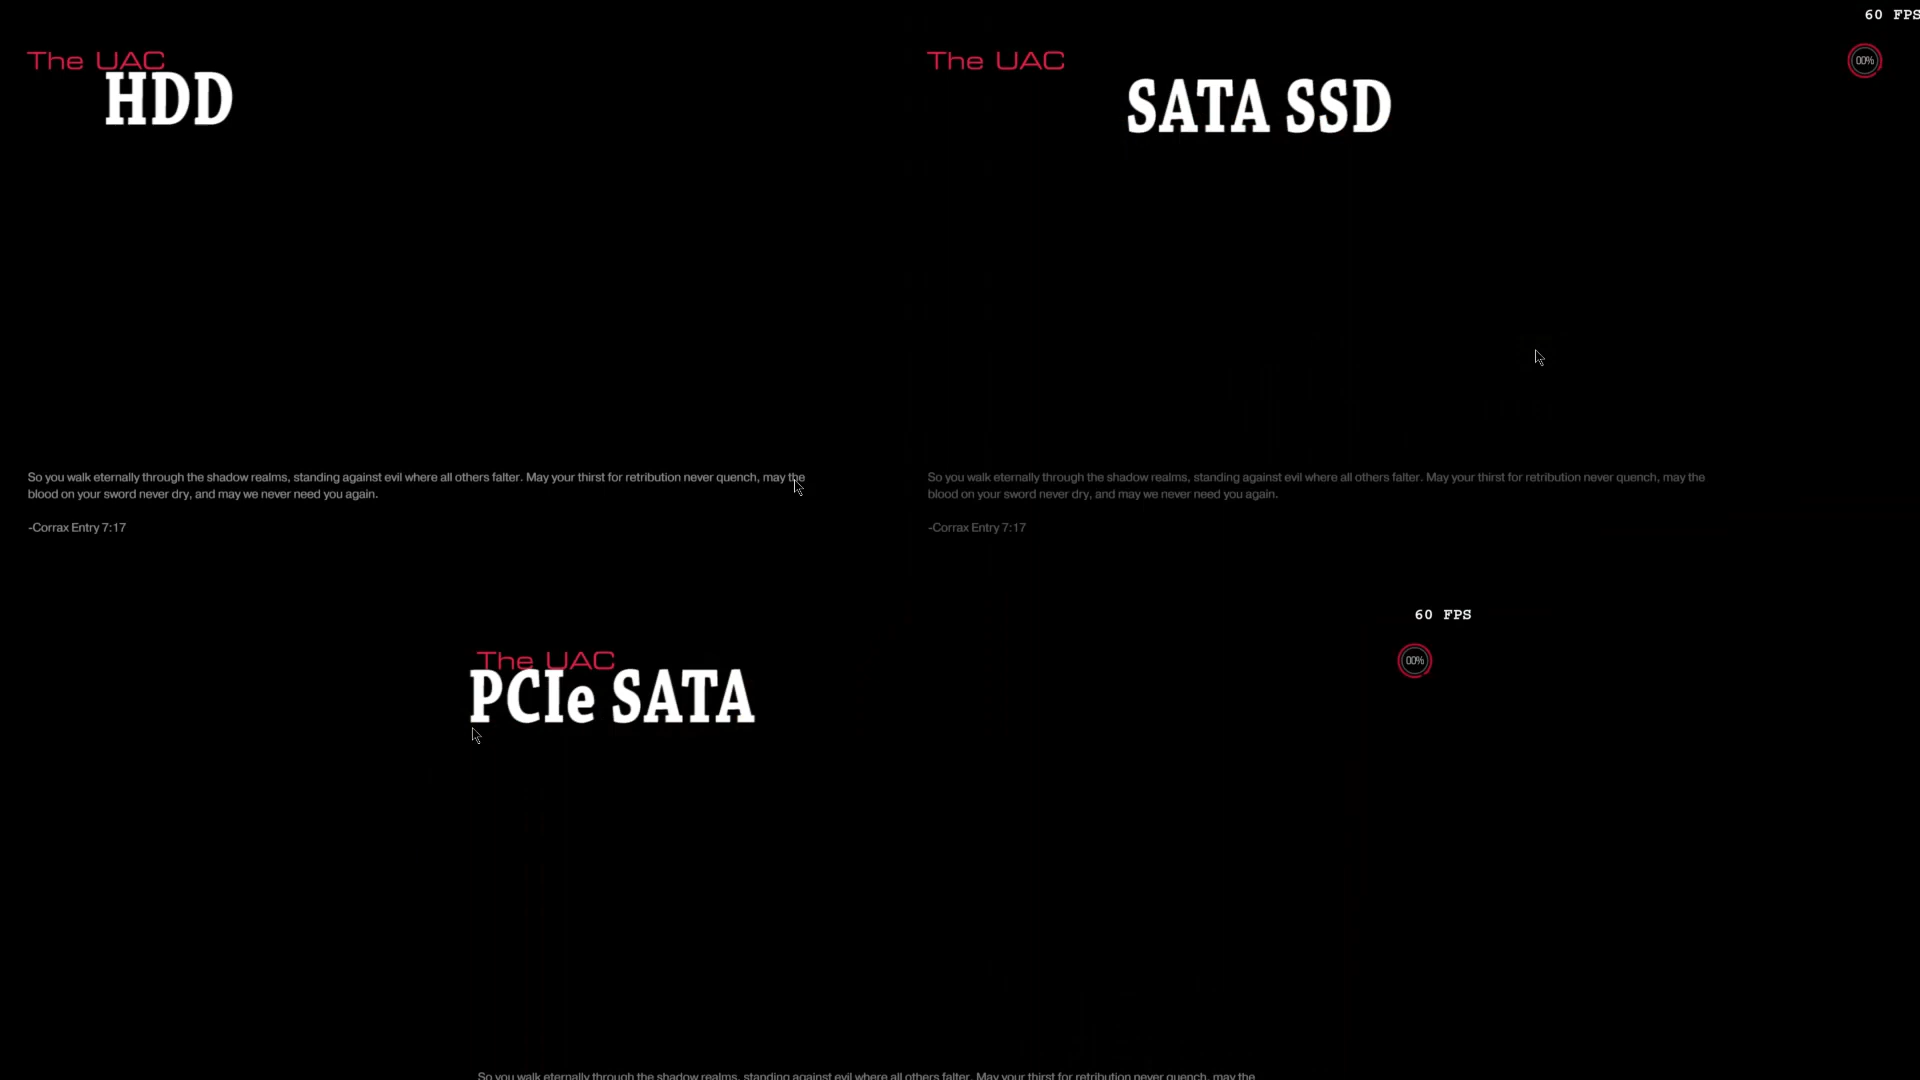 60 FPS
The UAC
HDD
The UAC
00%
SATA SSD
So you walk eternally through the shadow realms, standing against evil where all others falter. May your thirst for retribution never quench, may the
blood on your sword never dry, and may we never need you again.
-Corrax Entry 7:17
So you walk eternally through the shadow realms, standing against evil where all others falter. May your thirst for retribution never quench, may the
blood on your sword never dry, and may we never need you again.
-Corrax Entry 7:17
60 FPS
The UAC
00%
PCIe SATA
So you walk eternally through the shadow realms, standing against evil where all others falter. May your thirst for retribution never quench, may the